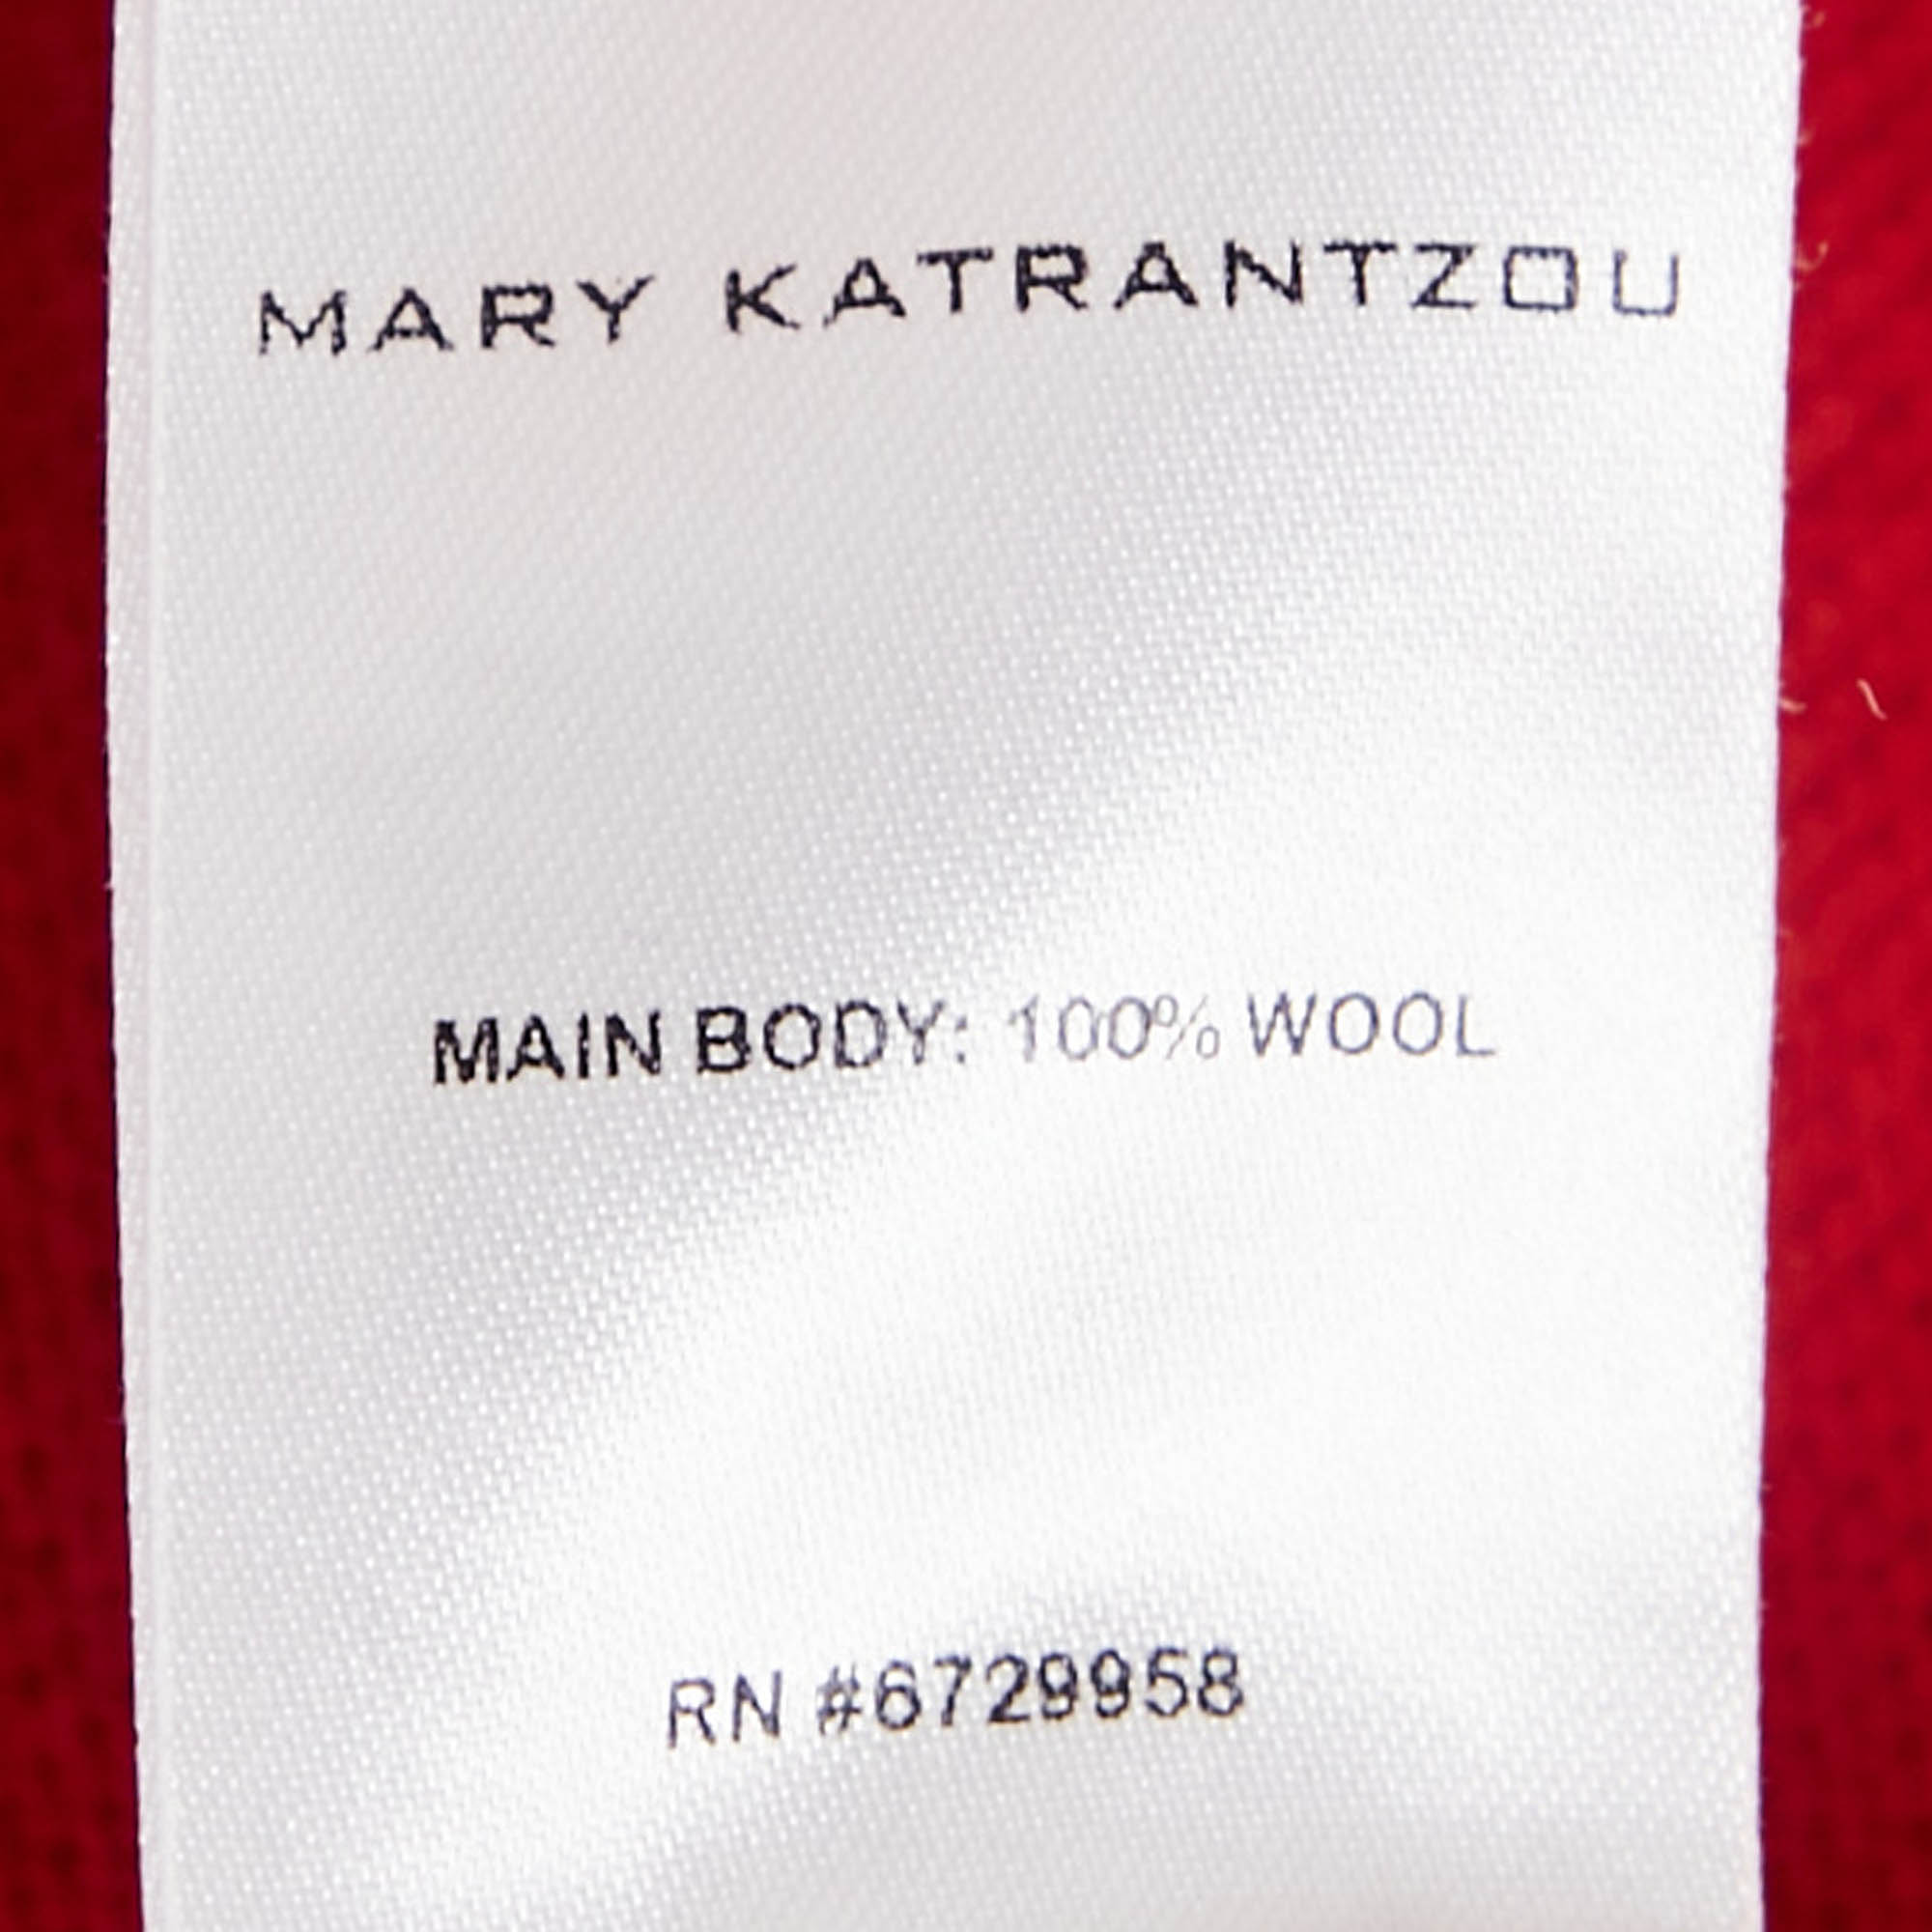 MARY KATRANTZOU
MAIN BODY: 100% WOOL
RN #6729958